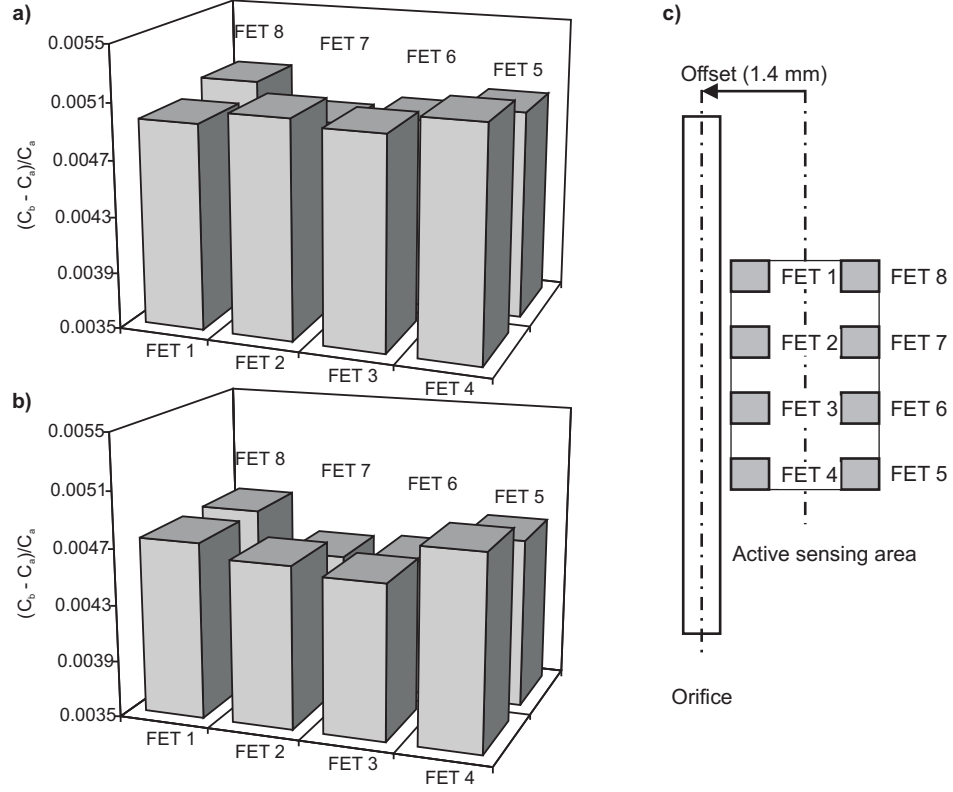 a)
0.0055
0.0051
0.0047
0.0043
0.0039
0.0035
(C_b - C_a)/C_a
FET 8
FET 7
FET 6
FET 5
FET 1
FET 2
FET 3
FET 4
b)
0.0055
0.0051
0.0047
0.0043
0.0039
0.0035
(C_b - C_a)/C_a
FET 8
FET 7
FET 6
FET 5
FET 1
FET 2
FET 3
FET 4
c)
Offset (1.4 mm)
FET 1 FET 8
FET 2 FET 7
FET 3 FET 6
FET 4 FET 5
Active sensing area
Orifice